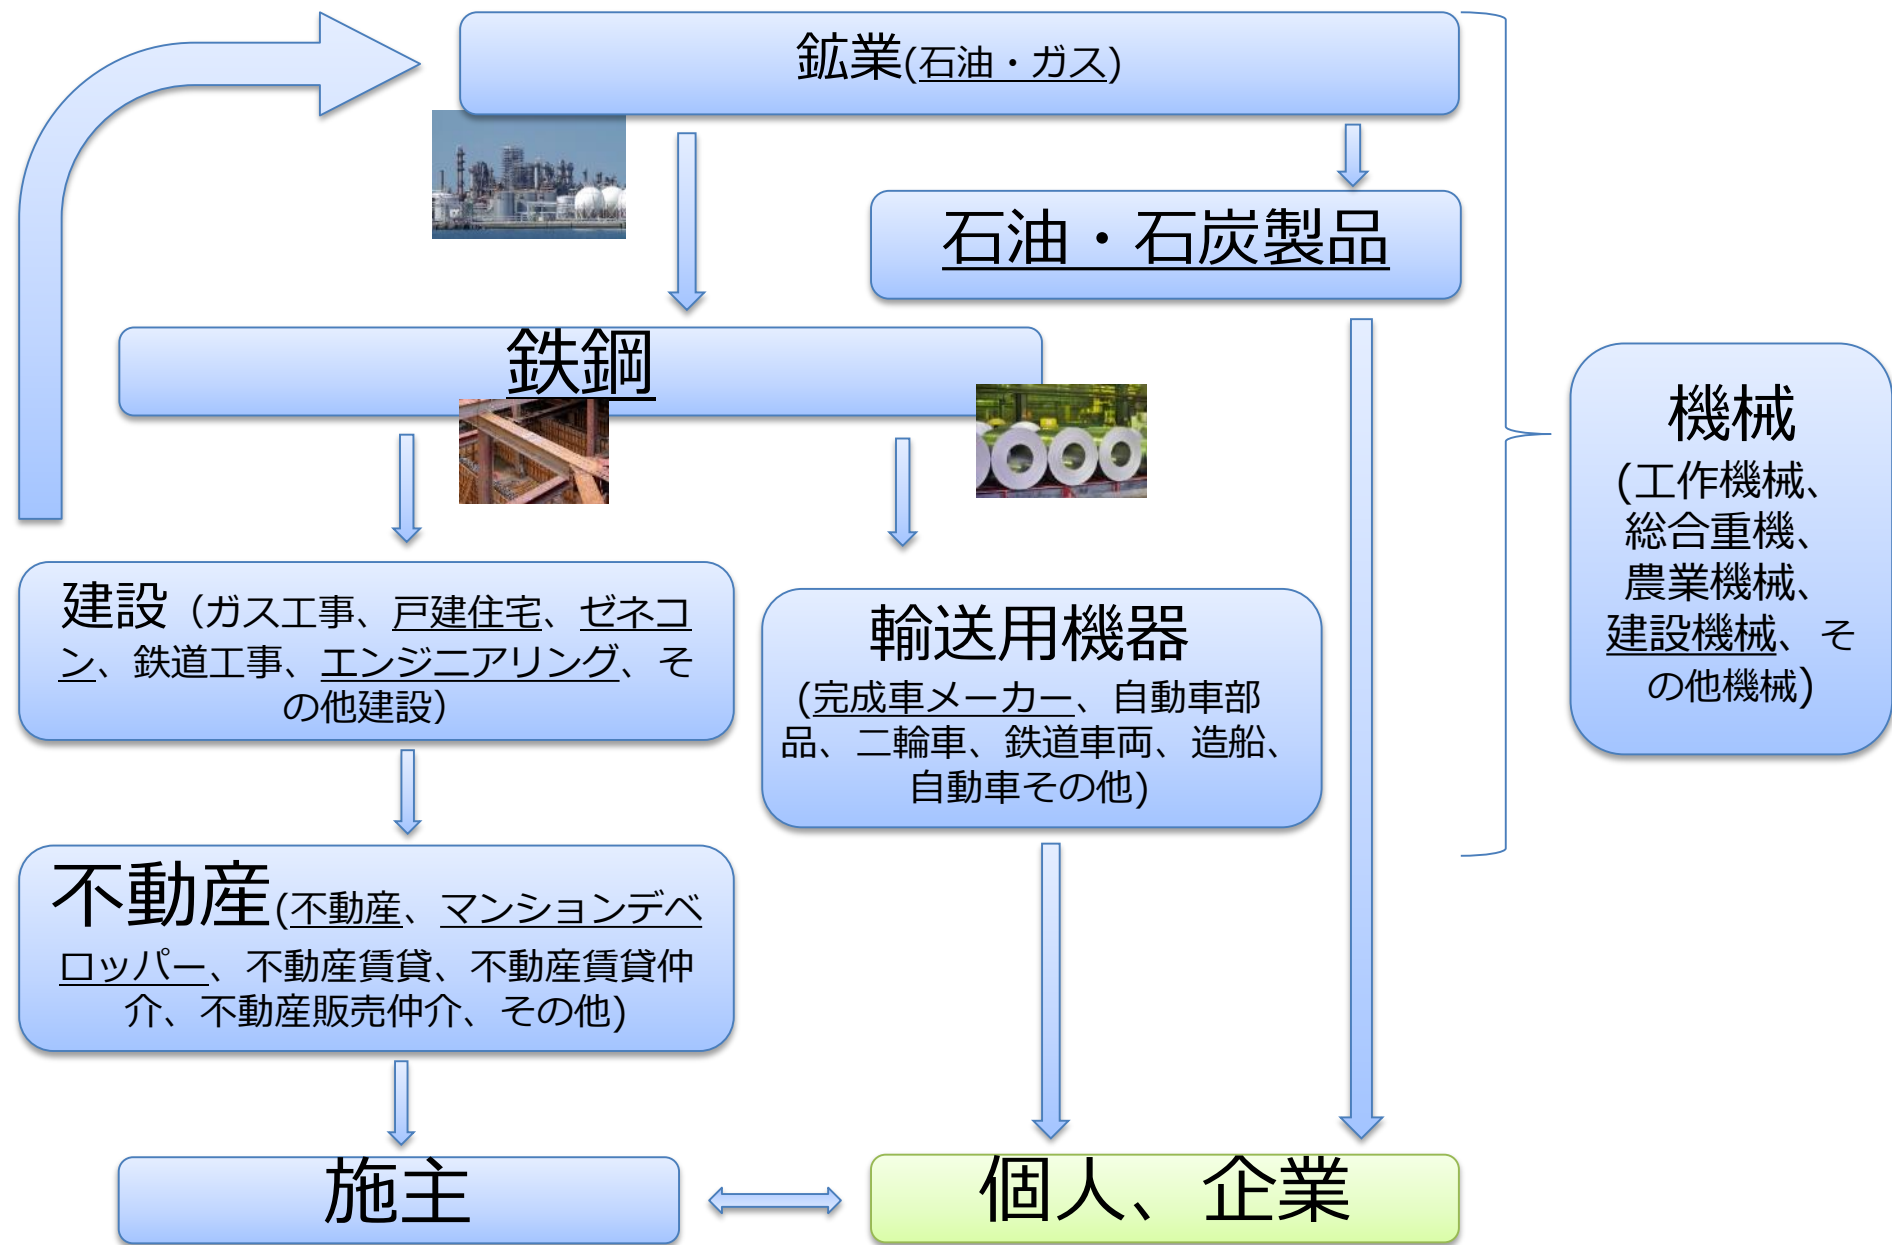 鉱業(石油・ガス)
石油・石炭製品
鉄鋼
機械
(工作機械、
総合重機、
農業機械、
建設機械、そ
の他機械)
建設（ガス工事、戸建住宅、ゼネコ
ン、鉄道工事、エンジニアリング、そ
の他建設）
輸送用機器
(完成車メーカー、自動車部
品、二輪車、鉄道車両、造船、
自動車その他)
不動産(不動産、マンションデベ
ロッパー、不動産賃貸、不動産賃貸仲
介、不動産販売仲介、その他)
施主
個人、企業